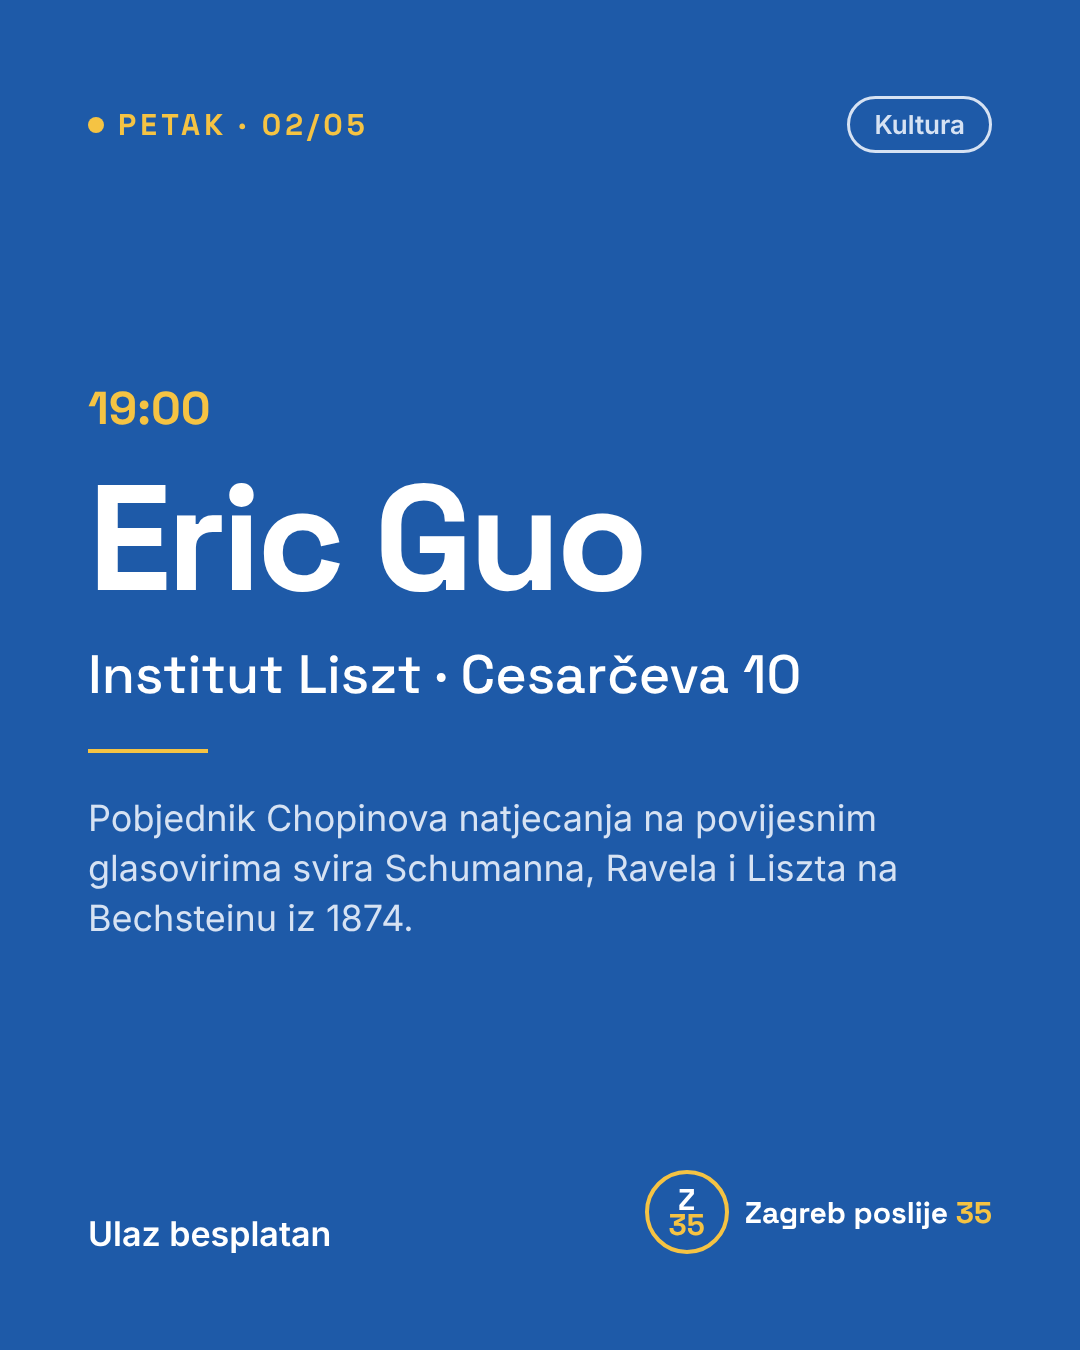 PETAK · 02/05
Kultura
19:00
Eric Guo
Institut Liszt · Cesarčeva 10
Pobjednik Chopinova natjecanja na povijesnim
glasovirima svira Schumanna, Ravela i Liszta na
Bechsteinu iz 1874.
Ulaz besplatan
Z
35
Zagreb poslije 35